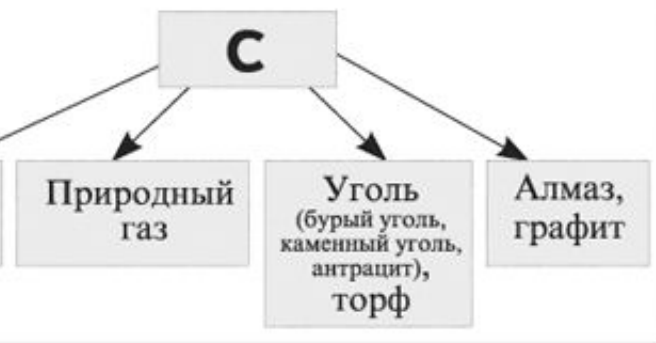 С
Природный
газ
Уголь
(бурый уголь,
каменный уголь,
антрацит),
торф
Алмаз,
графит